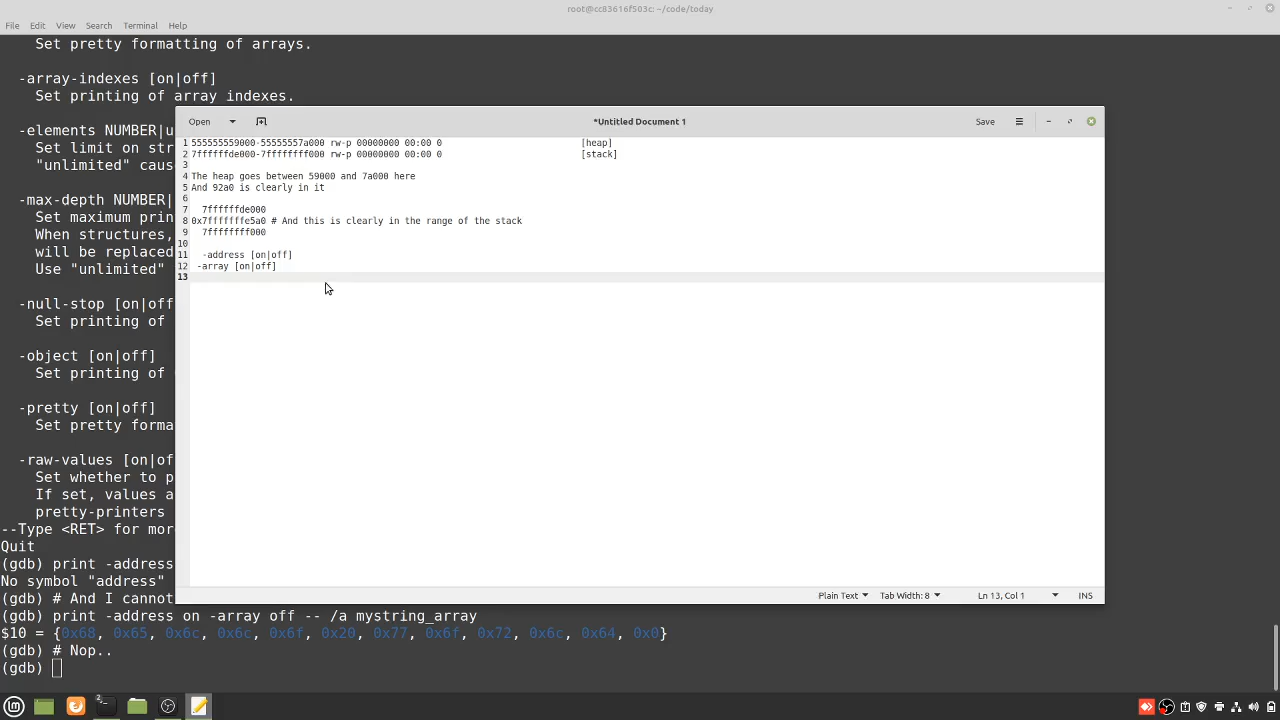 root@cc83616f503c: ~/code/today
File Edit View Search Terminal Help
Set pretty formatting of arrays.
-array-indexes [on|off]
Set printing of array indexes.
-elements NUMBER|u
Set limit on str
"unlimited" caus
-max-depth NUMBER|
Set maximum prin
When structures,
will be replaced
Use "unlimited"
-null-stop [on|off
Set printing of
-object [on|off]
Set printing of
-pretty [on|off]
Set pretty forma
-raw-values [on|of
Set whether to p
If set, values a
pretty-printers
--Type <RET> for mor
Quit
(gdb) print -address
No symbol "address"
(gdb) # And I cannot
(gdb) print -address on -array off -- /a mystring_array
$10 = {0x68, 0x65, 0x6c, 0x6c, 0x6f, 0x20, 0x77, 0x6f, 0x72, 0x6c, 0x64, 0x0}
(gdb) # Nop..
(gdb)
Open *Untitled Document 1 Save
1 555555559000-55555557a000 rw-p 00000000 00:00 0 [heap]
2 7ffffffde000-7ffffffff000 rw-p 00000000 00:00 0 [stack]
3
4 The heap goes between 59000 and 7a000 here
5 And 92a0 is clearly in it
6
7 7ffffffde000
8 0x7fffffffe5a0 # And this is clearly in the range of the stack
9 7ffffffff000
10
11 -address [on|off]
12 -array [on|off]
13
Plain Text Tab Width: 8 Ln 13, Col 1 INS
2